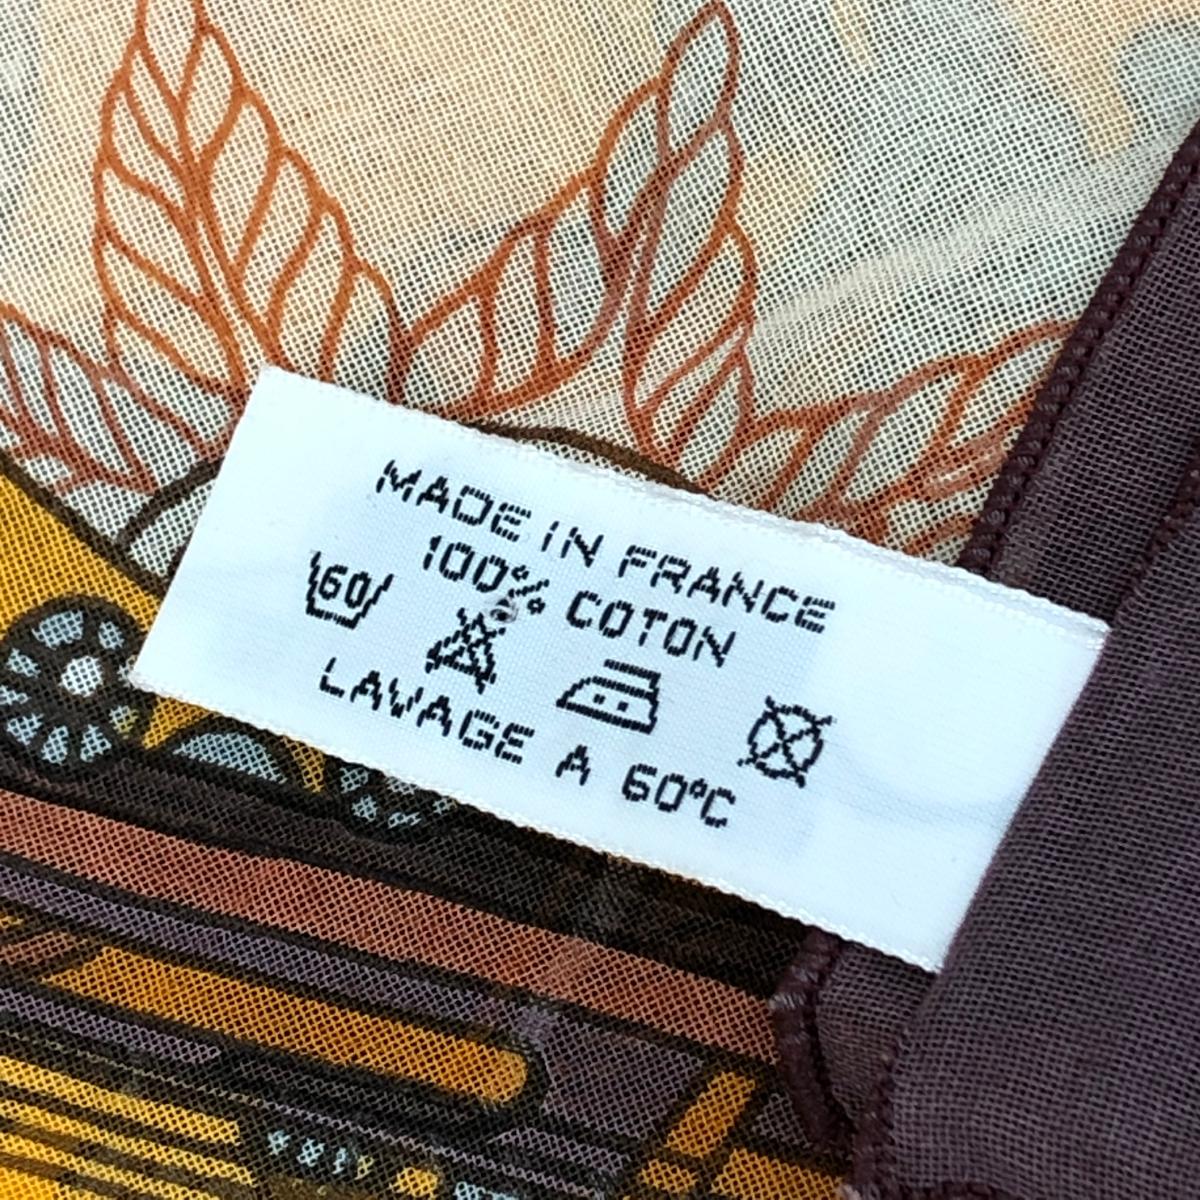 MADE IN FRANCE
100% COTON
60
LAVAGE A 60°C